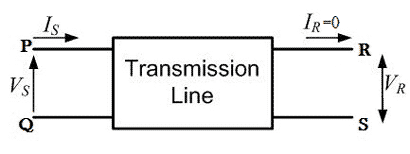 P I_S I_R=0 R
V_S Transmission Line V_R
Q S